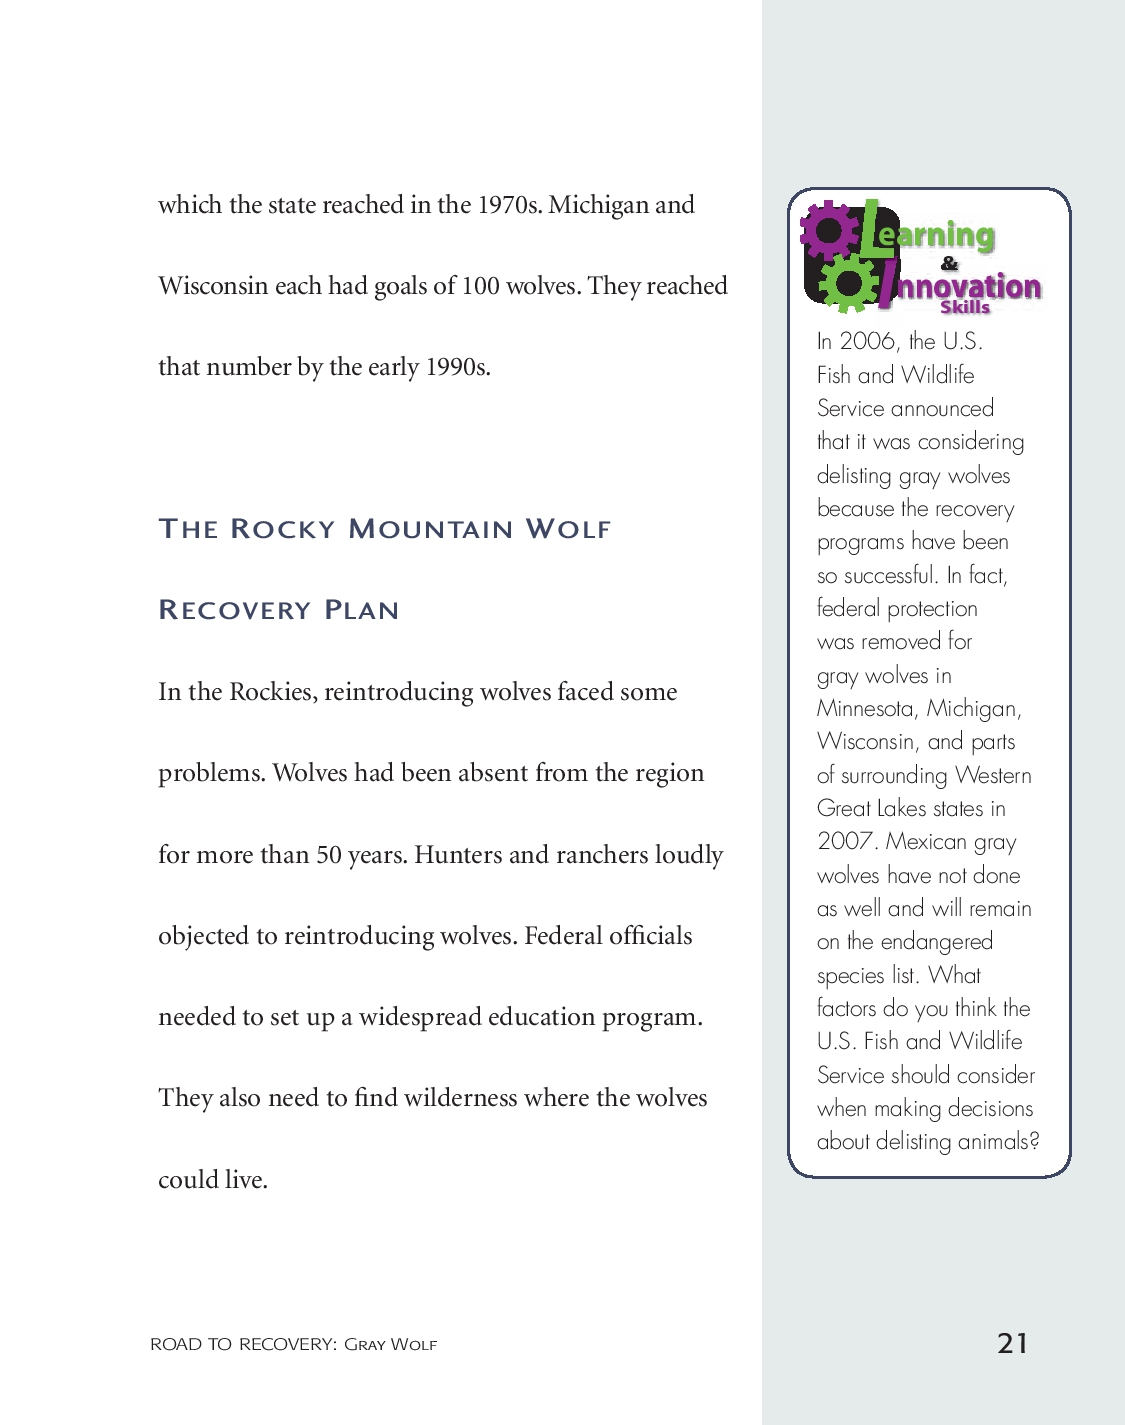 which the state reached in the 1970s. Michigan and
Wisconsin each had goals of 100 wolves. They reached
that number by the early 1990s.
The Rocky Mountain Wolf
Recovery Plan
In the Rockies, reintroducing wolves faced some
problems. Wolves had been absent from the region
for more than 50 years. Hunters and ranchers loudly
objected to reintroducing wolves. Federal officials
needed to set up a widespread education program.
They also need to find wilderness where the wolves
could live.
Learning
&
Innovation
Skills
In 2006, the U.S.
Fish and Wildlife
Service announced
that it was considering
delisting gray wolves
because the recovery
programs have been
so successful. In fact,
federal protection
was removed for
gray wolves in
Minnesota, Michigan,
Wisconsin, and parts
of surrounding Western
Great Lakes states in
2007. Mexican gray
wolves have not done
as well and will remain
on the endangered
species list. What
factors do you think the
U.S. Fish and Wildlife
Service should consider
when making decisions
about delisting animals?
ROAD TO RECOVERY: Gray Wolf
21